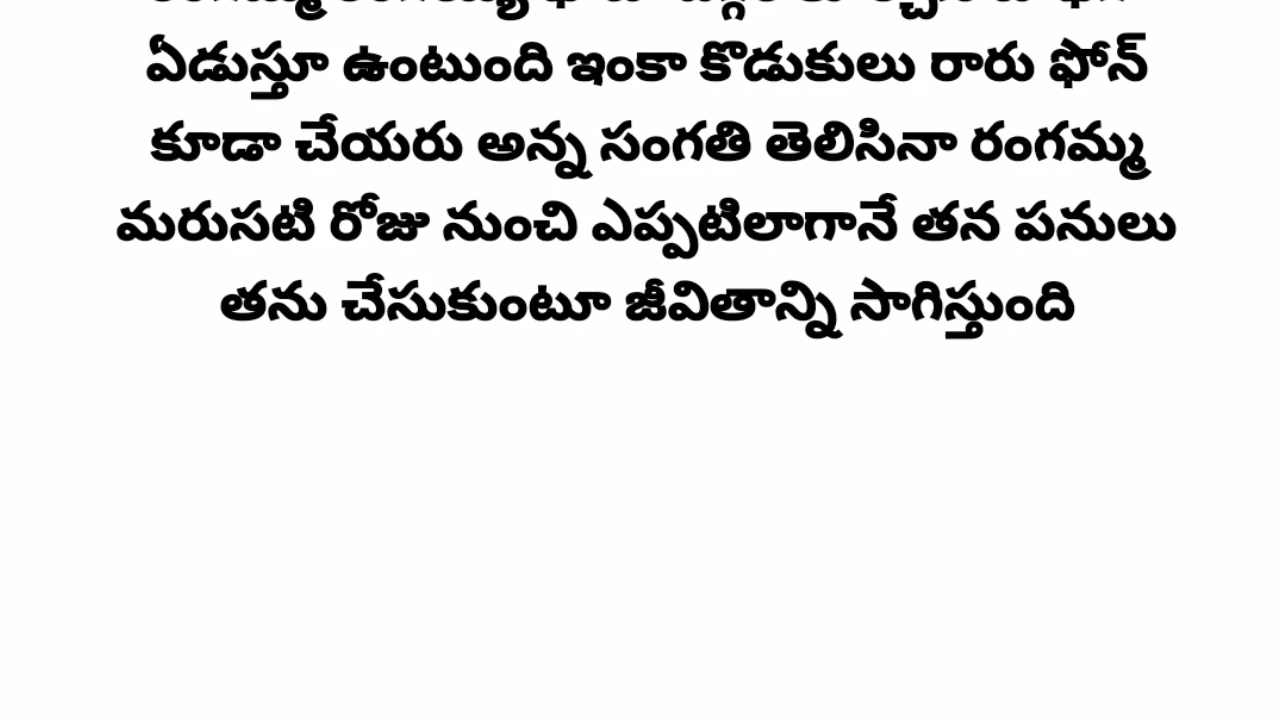 ఏడుస్తూ ఉంటుంది ఇంకా కొడుకులు రారు ఫోన్
కూడా చేయరు అన్న సంగతి తెలిసినా రంగమ్మ
మరుసటి రోజు నుంచి ఎప్పటిలాగానే తన పనులు
తను చేసుకుంటూ జీవితాన్ని సాగిస్తుంది